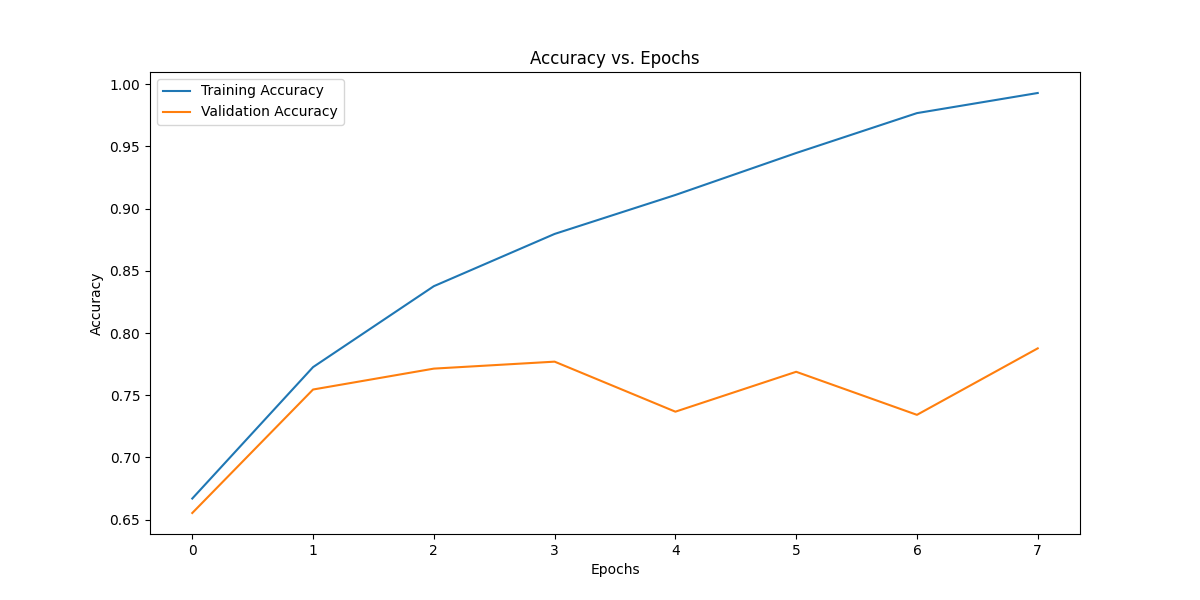 Accuracy vs. Epochs
Training Accuracy
Validation Accuracy
Accuracy
1.00
0.95
0.90
0.85
0.80
0.75
0.70
0.65
0 1 2 3 4 5 6 7
Epochs